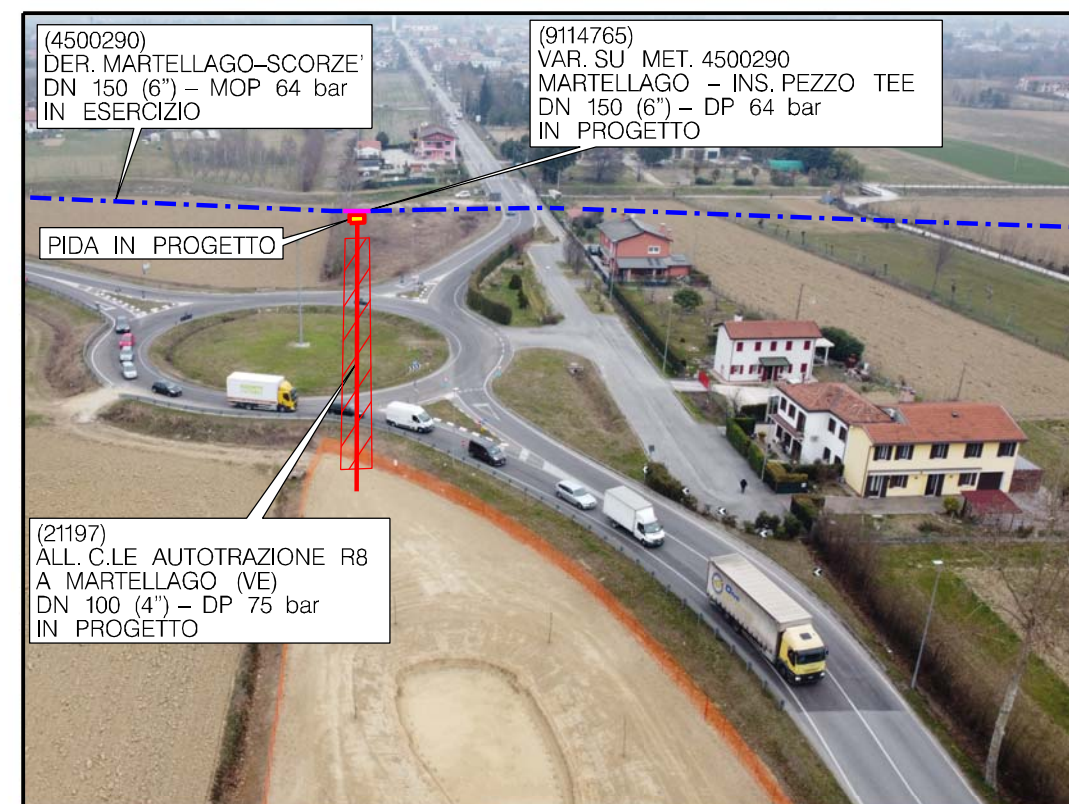 (4500290)
DER. MARTELLAGO–SCORZE'
DN 150 (6") – MOP 64 bar
IN ESERCIZIO
(9114765)
VAR. SU MET. 4500290
MARTELLAGO – INS. PEZZO TEE
DN 150 (6") – DP 64 bar
IN PROGETTO
PIDA IN PROGETTO
(21197)
ALL. C.LE AUTOTRAZIONE R8
A MARTELLAGO (VE)
DN 100 (4") – DP 75 bar
IN PROGETTO